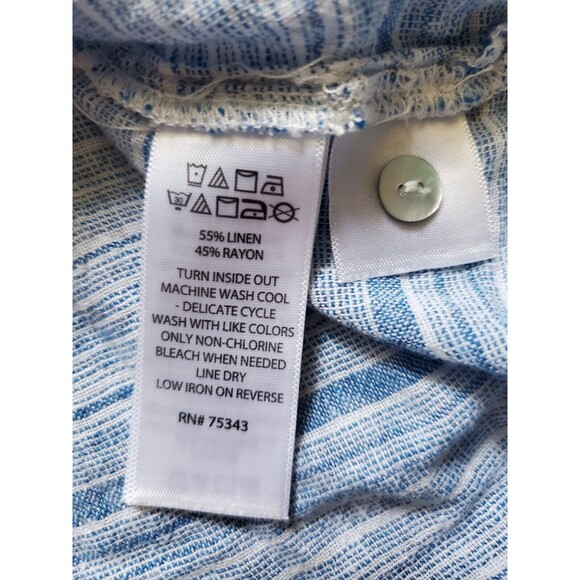 30
55% LINEN
45% RAYON
TURN INSIDE OUT
MACHINE WASH COOL
- DELICATE CYCLE
WASH WITH LIKE COLORS
ONLY NON-CHLORINE
BLEACH WHEN NEEDED
LINE DRY
LOW IRON ON REVERSE
RN# 75343